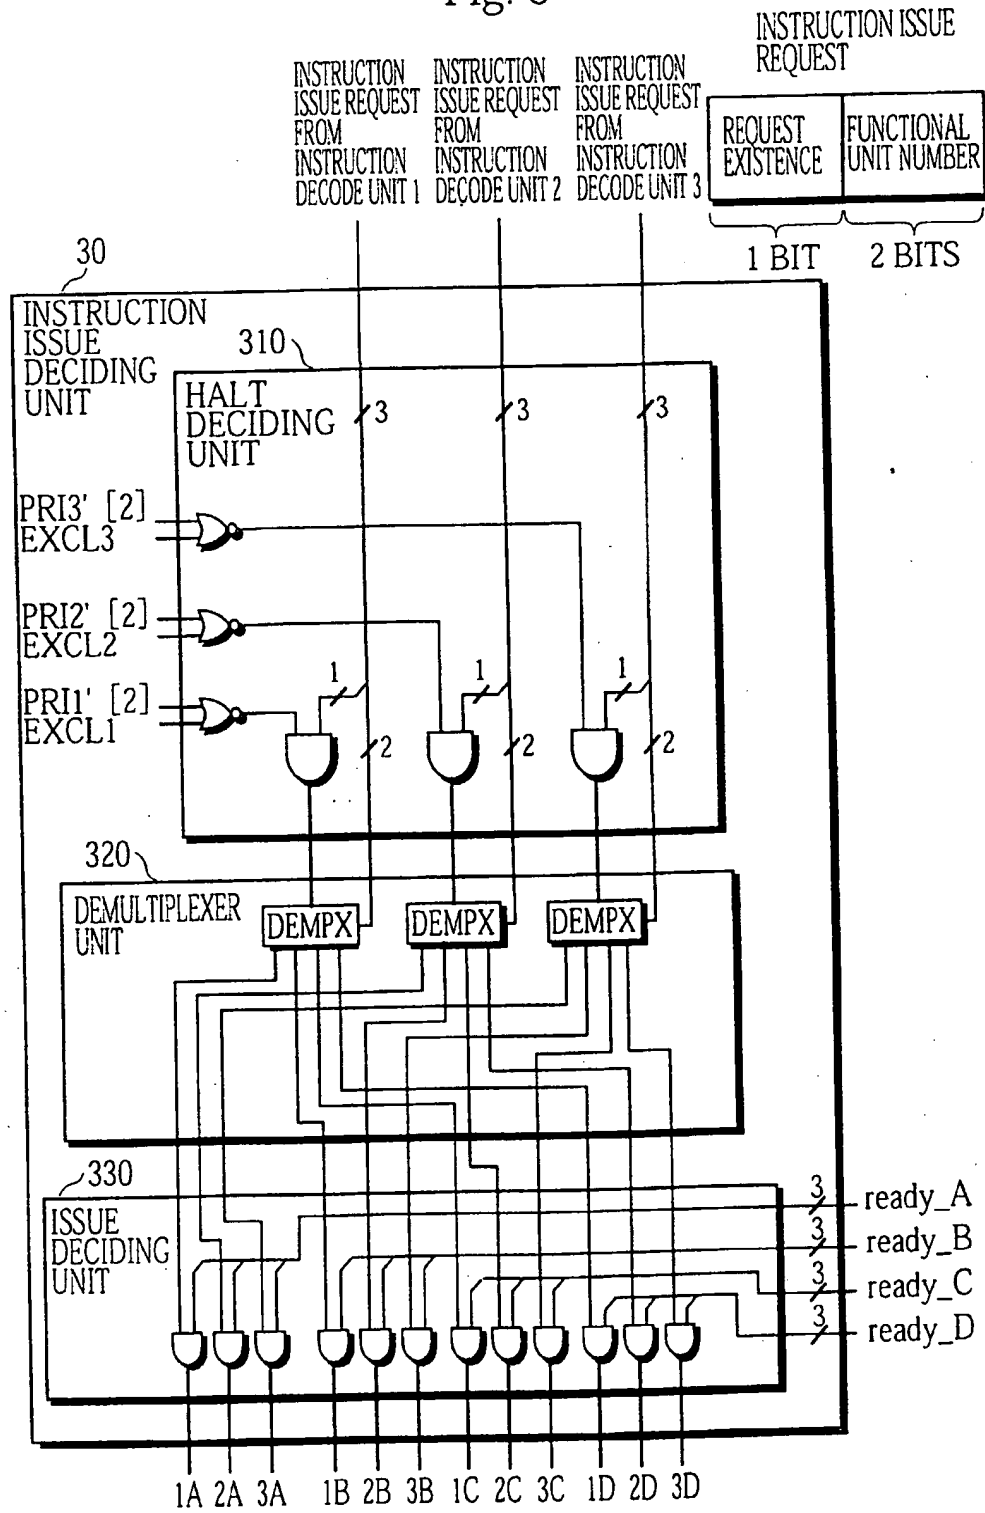 Fig. 6
INSTRUCTION ISSUE
REQUEST
INSTRUCTION
ISSUE REQUEST
FROM
INSTRUCTION
DECODE UNIT 1
INSTRUCTION
ISSUE REQUEST
FROM
INSTRUCTION
DECODE UNIT 2
INSTRUCTION
ISSUE REQUEST
FROM
INSTRUCTION
DECODE UNIT 3
REQUEST
EXISTENCE
FUNCTIONAL
UNIT NUMBER
1 BIT
2 BITS
30
INSTRUCTION
ISSUE
DECIDING
UNIT
310
HALT
DECIDING
UNIT
3
3
3
PRI3' [2]
EXCL3
PRI2' [2]
EXCL2
PRI1' [2]
EXCL1
1
1
1
2
2
2
320
DEMULTIPLEXER
UNIT
DEMPX
DEMPX
DEMPX
330
ISSUE
DECIDING
UNIT
3
ready_A
3
ready_B
3
ready_C
3
ready_D
1A
2A
3A
1B
2B
3B
1C
2C
3C
1D
2D
3D